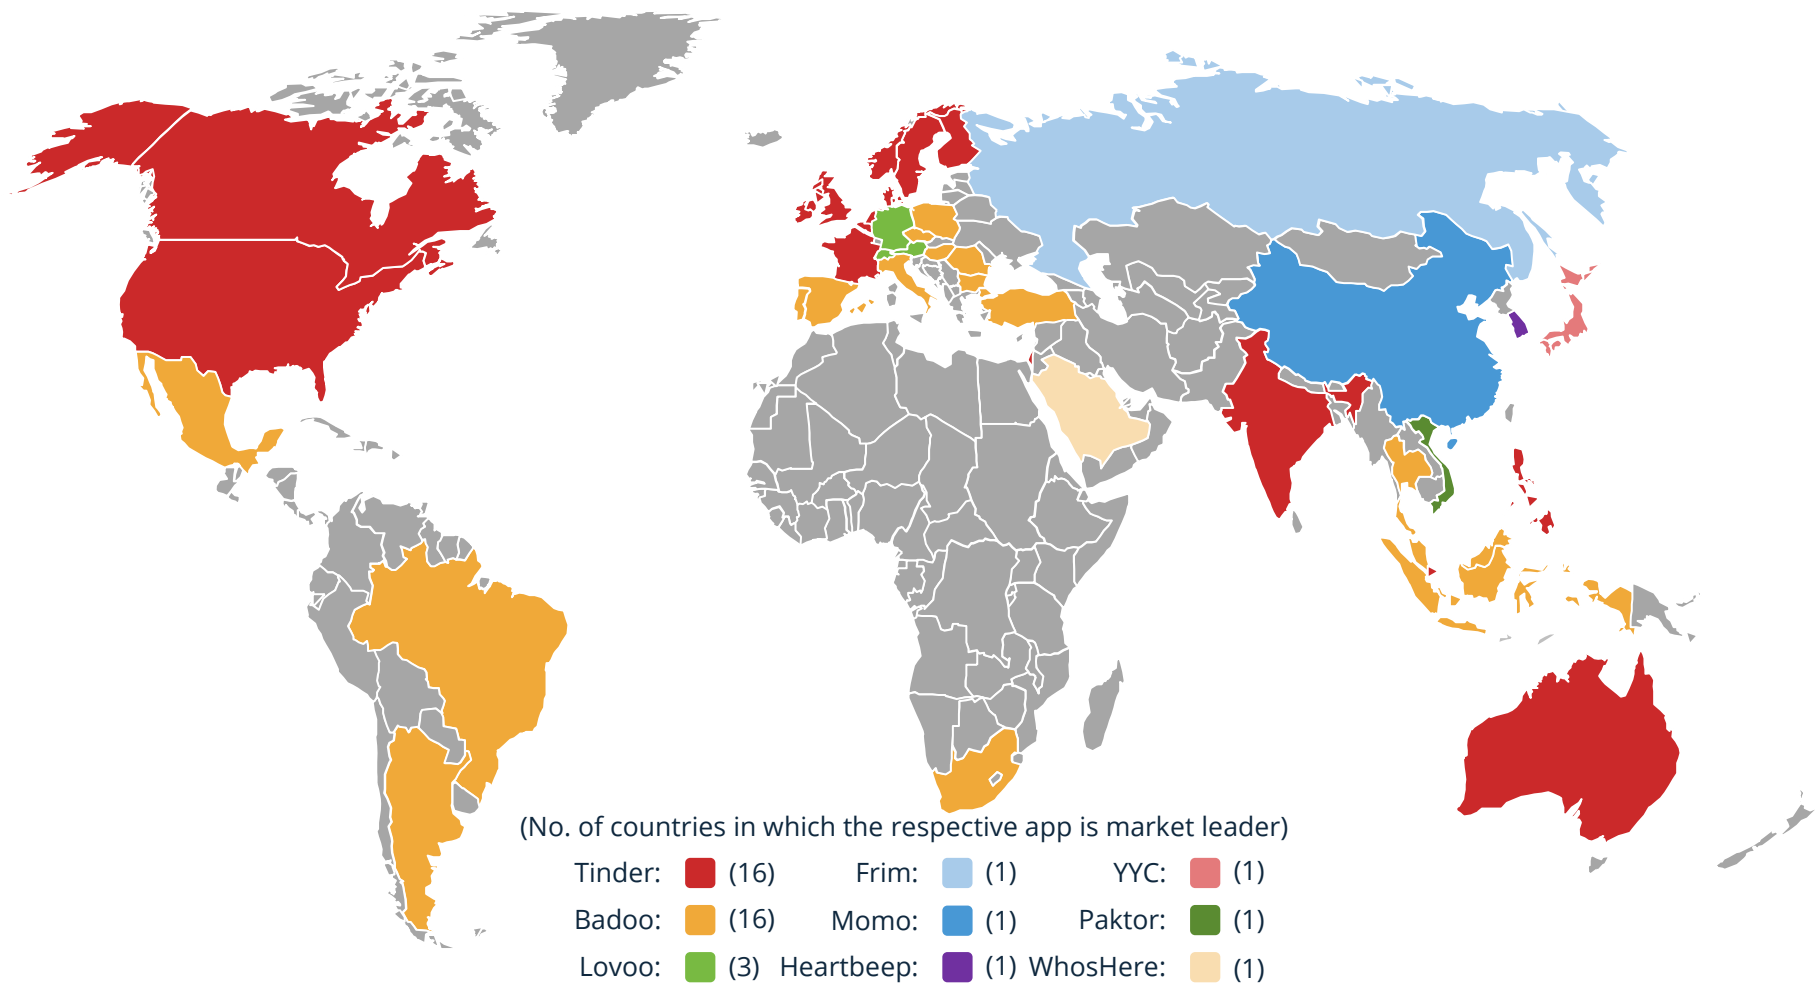 (No. of countries in which the respective app is market leader)
Tinder: (16) Frim: (1) YYC: (1)
Badoo: (16) Momo: (1) Paktor: (1)
Lovoo: (3) Heartbeep: (1) WhosHere: (1)